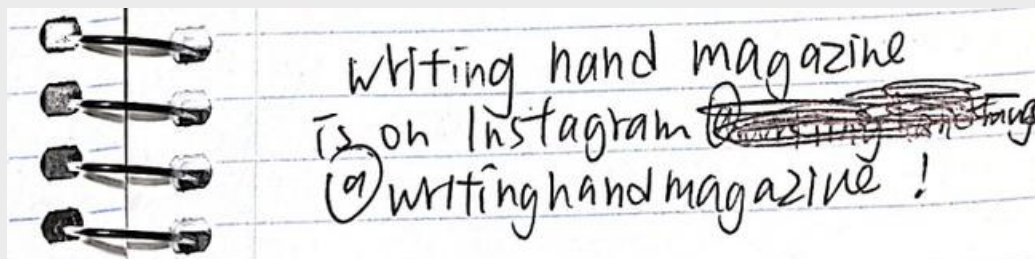 writing hand magazine
is on Instagram
@writinghandmagazine!